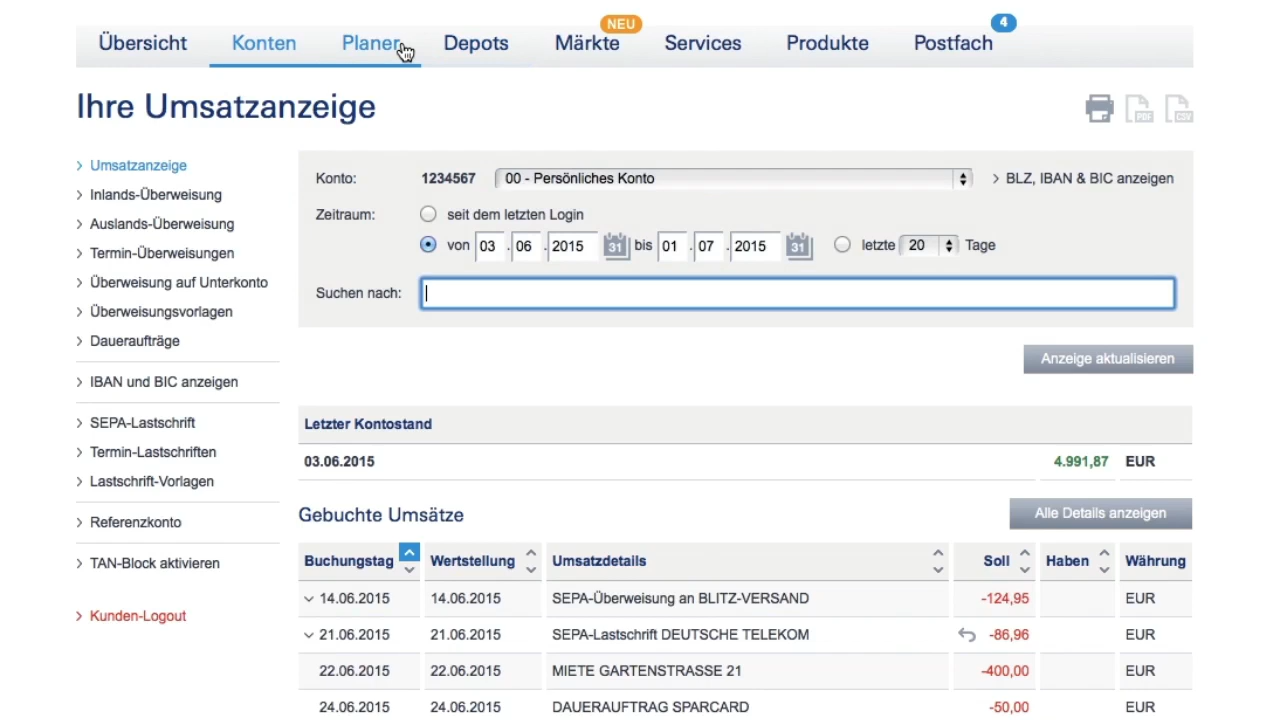 NEU
4
Übersicht Konten Planer Depots Märkte Services Produkte Postfach
Ihre Umsatzanzeige
PDF CSV
Umsatzanzeige
Inlands-Überweisung
Auslands-Überweisung
Termin-Überweisungen
Überweisung auf Unterkonto
Überweisungsvorlagen
Daueraufträge
IBAN und BIC anzeigen
SEPA-Lastschrift
Termin-Lastschriften
Lastschrift-Vorlagen
Referenzkonto
TAN-Block aktivieren
Kunden-Logout
Konto: 1234567 00 - Persönliches Konto > BLZ, IBAN & BIC anzeigen
Zeitraum: seit dem letzten Login
von 03 . 06 . 2015 31 bis 01 . 07 . 2015 31 letzte 20 Tage
Suchen nach:
Anzeige aktualisieren
Letzter Kontostand
03.06.2015 4.991,87 EUR
Gebuchte Umsätze
Alle Details anzeigen
Buchungstag Wertstellung Umsatzdetails Soll Haben Währung
14.06.2015 14.06.2015 SEPA-Überweisung an BLITZ-VERSAND -124,95 EUR
21.06.2015 21.06.2015 SEPA-Lastschrift DEUTSCHE TELEKOM -86,96 EUR
22.06.2015 22.06.2015 MIETE GARTENSTRASSE 21 -400,00 EUR
24.06.2015 24.06.2015 DAUERAUFTRAG SPARCARD -50,00 EUR